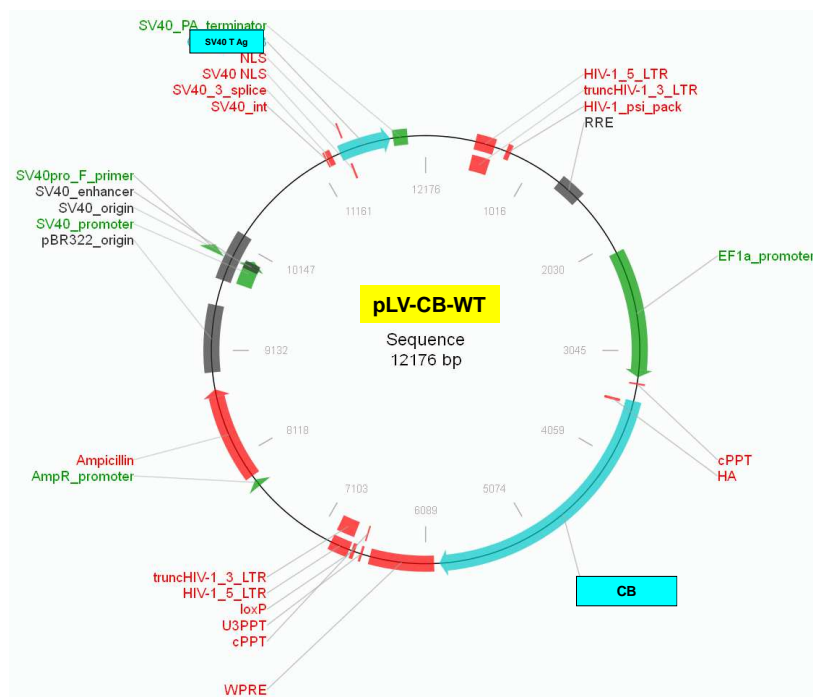 SV40_PA_terminator
SV40 T Ag
NLS
SV40 NLS
SV40_3_splice
SV40_int
HIV-1_5_LTR
truncHIV-1_3_LTR
HIV-1_psi_pack
RRE
12176
11161
1016
SV40pro_F_primer
SV40_enhancer
SV40_origin
SV40_promoter
pBR322_origin
10147
2030
EF1a_promoter
pLV-CB-WT
Sequence
12176 bp
9132
3045
8118
4059
Ampicillin
AmpR_promoter
cPPT
HA
7103
5074
6089
truncHIV-1_3_LTR
HIV-1_5_LTR
loxP
U3PPT
cPPT
CB
WPRE